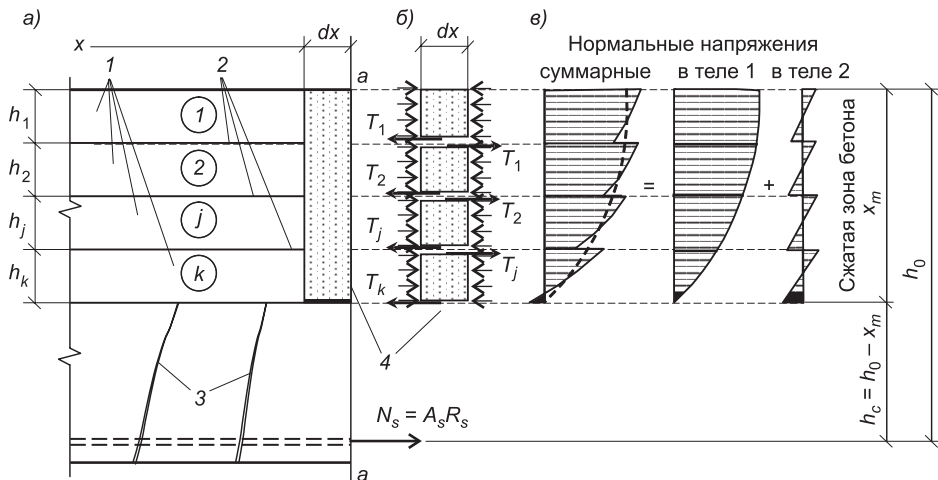 а)
б)
в)
x
dx
dx
Нормальные напряжения
суммарные
в теле 1
в теле 2
1
2
a
h1
1
T1
T1
h2
2
T2
T2
=
+
Сжатая зона бетона
xm
h0
hj
j
Tj
Tj
hk
k
Tk
3
4
hc = h0 – xm
Ns = AsRs
a